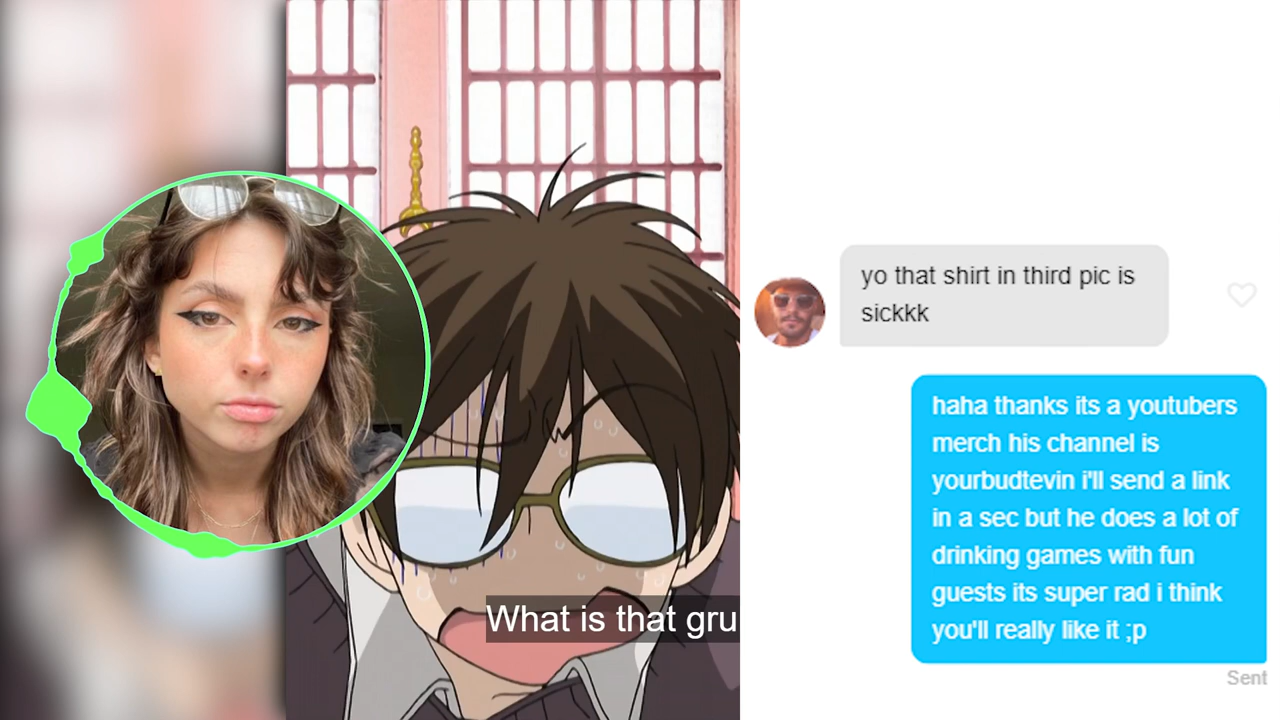 What is that gru
yo that shirt in third pic is
sickkk
haha thanks its a youtubers
merch his channel is
yourbudtevin i'll send a link
in a sec but he does a lot of
drinking games with fun
guests its super rad i think
you'll really like it ;p
Sent